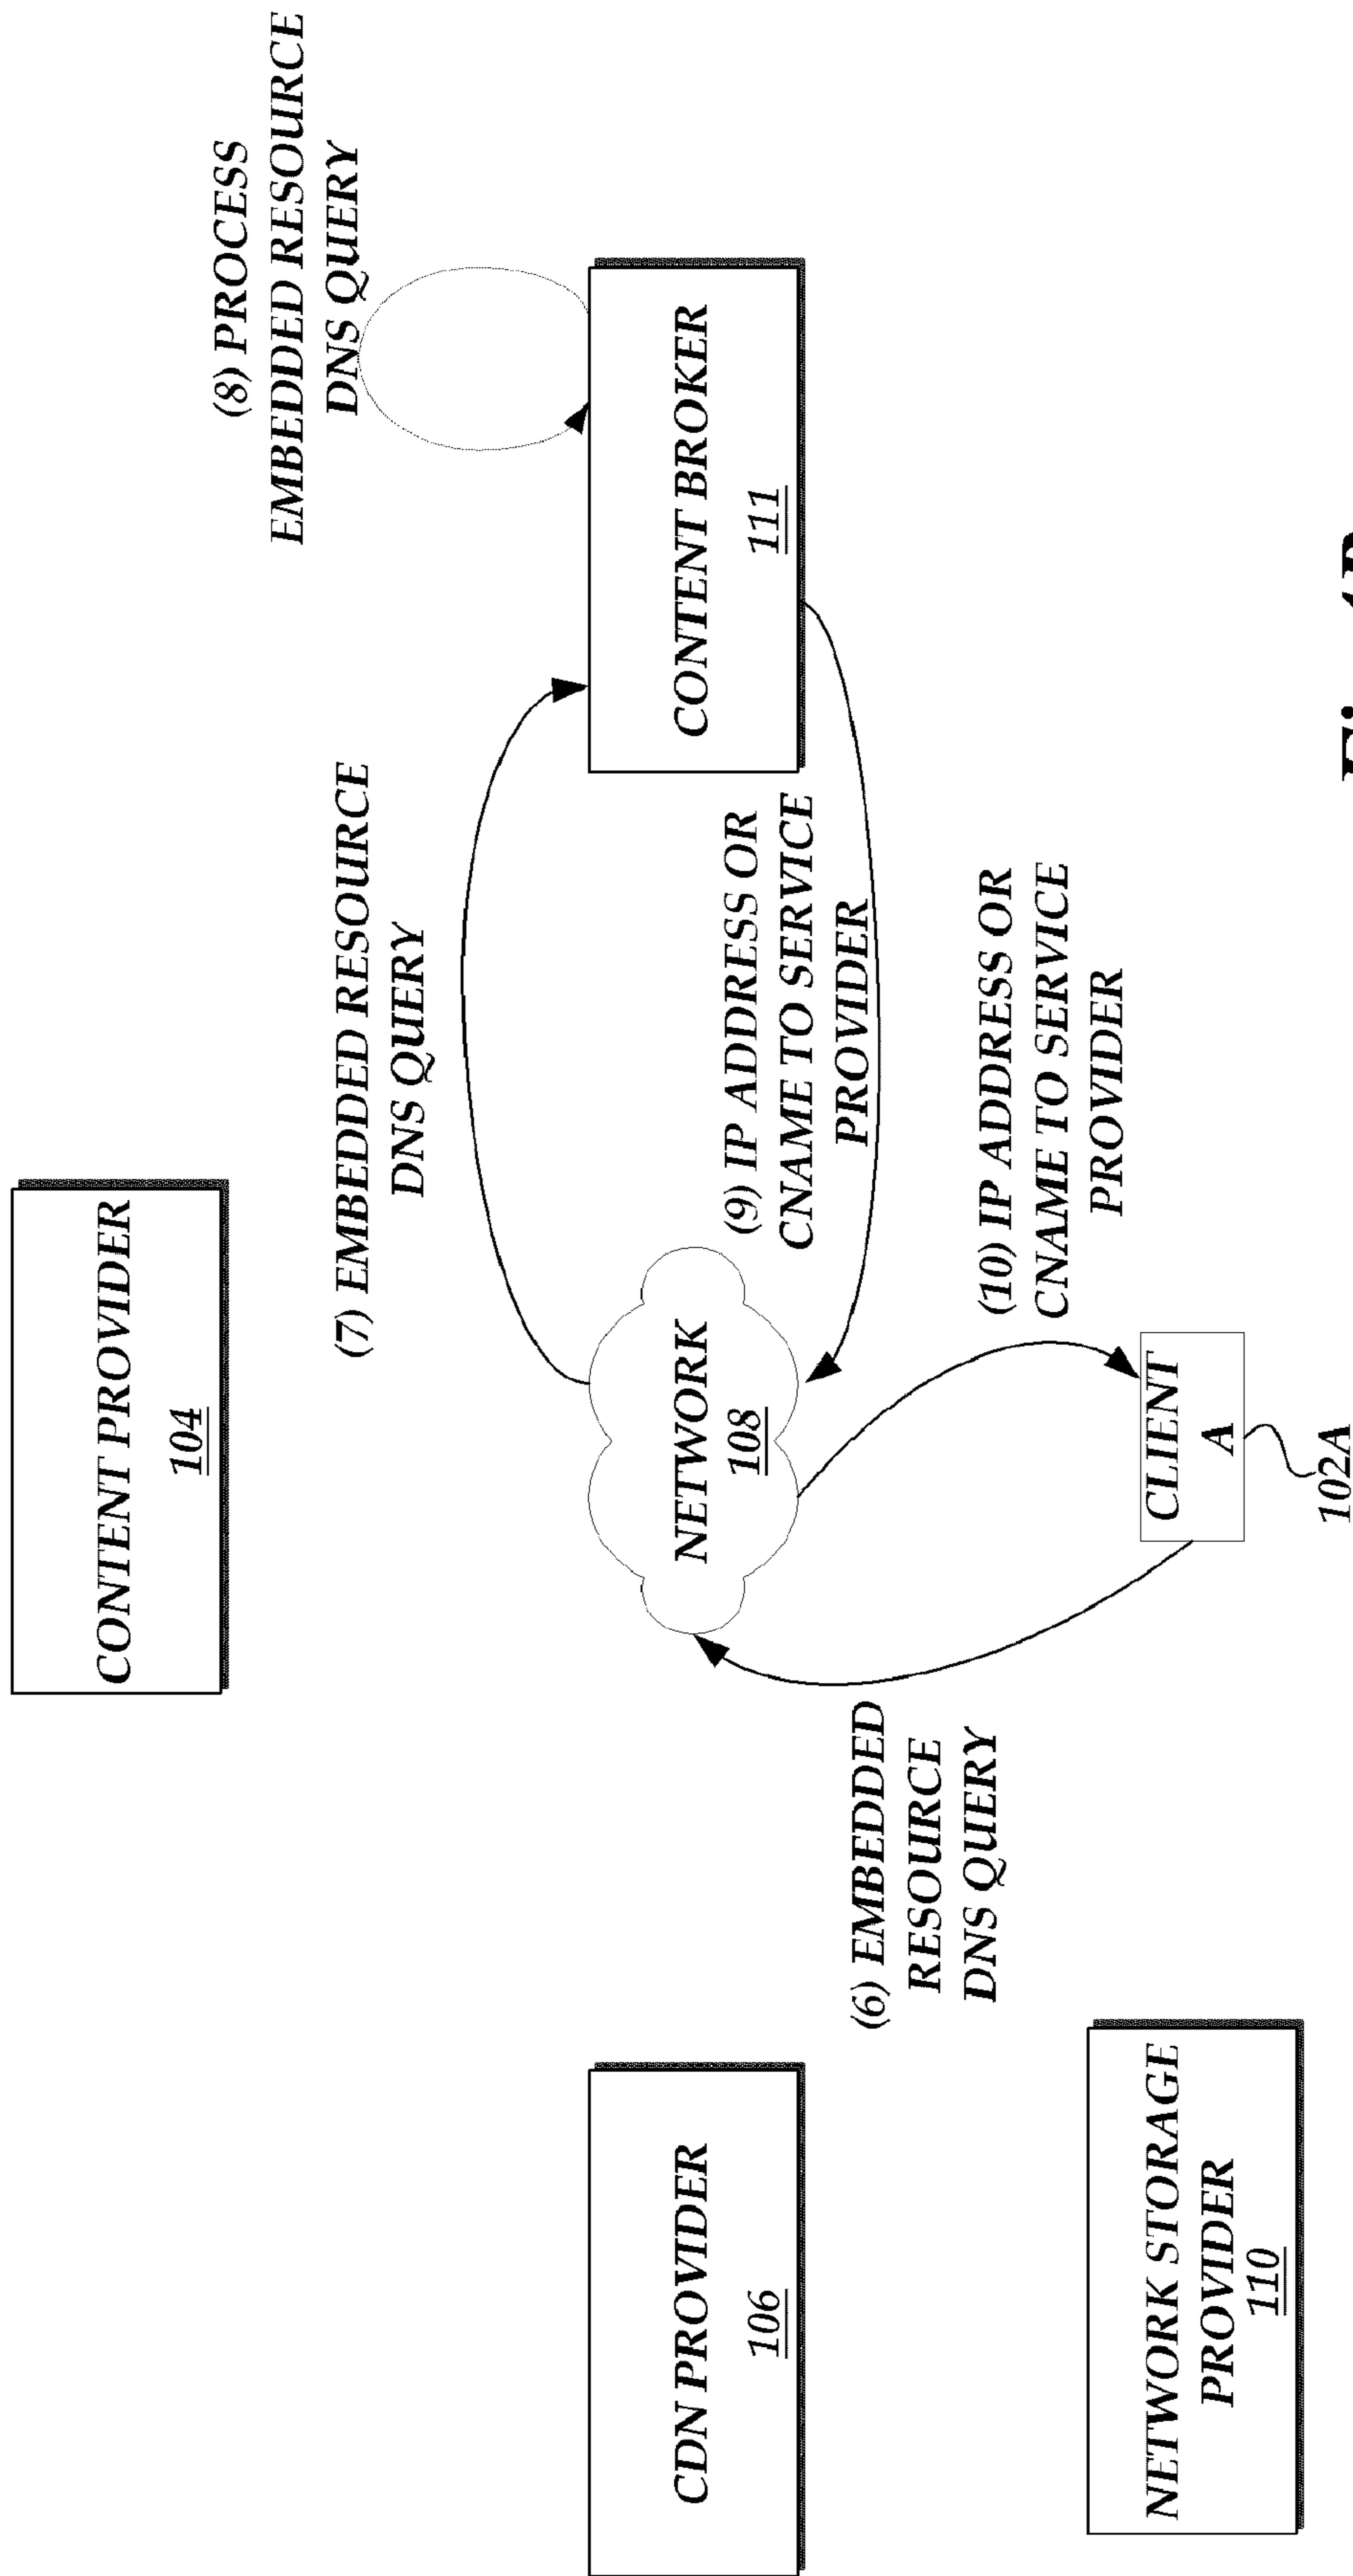 CONTENT PROVIDER
104
(8) PROCESS
EMBEDDED RESOURCE
DNS QUERY
(7) EMBEDDED RESOURCE
DNS QUERY
CDN PROVIDER
106
NETWORK
108
CONTENT BROKER
111
(9) IP ADDRESS OR
CNAME TO SERVICE
PROVIDER
(6) EMBEDDED
RESOURCE
DNS QUERY
(10) IP ADDRESS OR
CNAME TO SERVICE
PROVIDER
NETWORK STORAGE
PROVIDER
110
CLIENT
A
102A